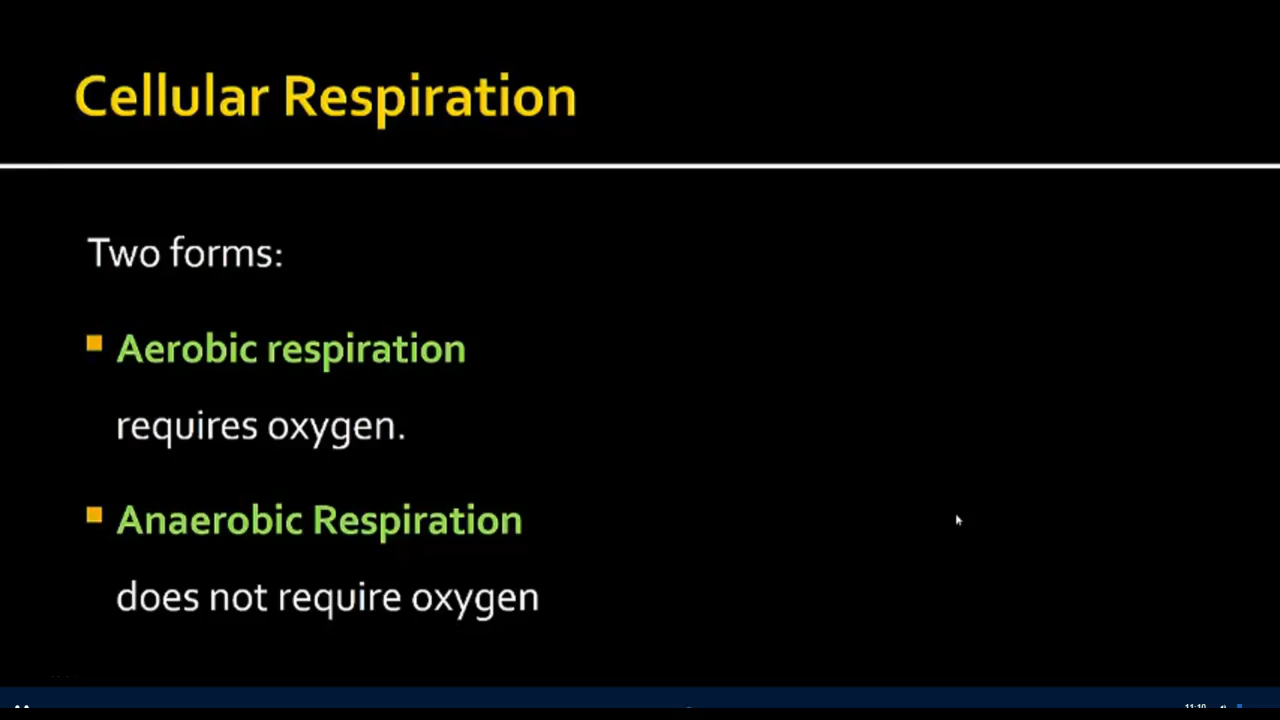 Cellular Respiration
Two forms:
Aerobic respiration
requires oxygen.
Anaerobic Respiration
does not require oxygen